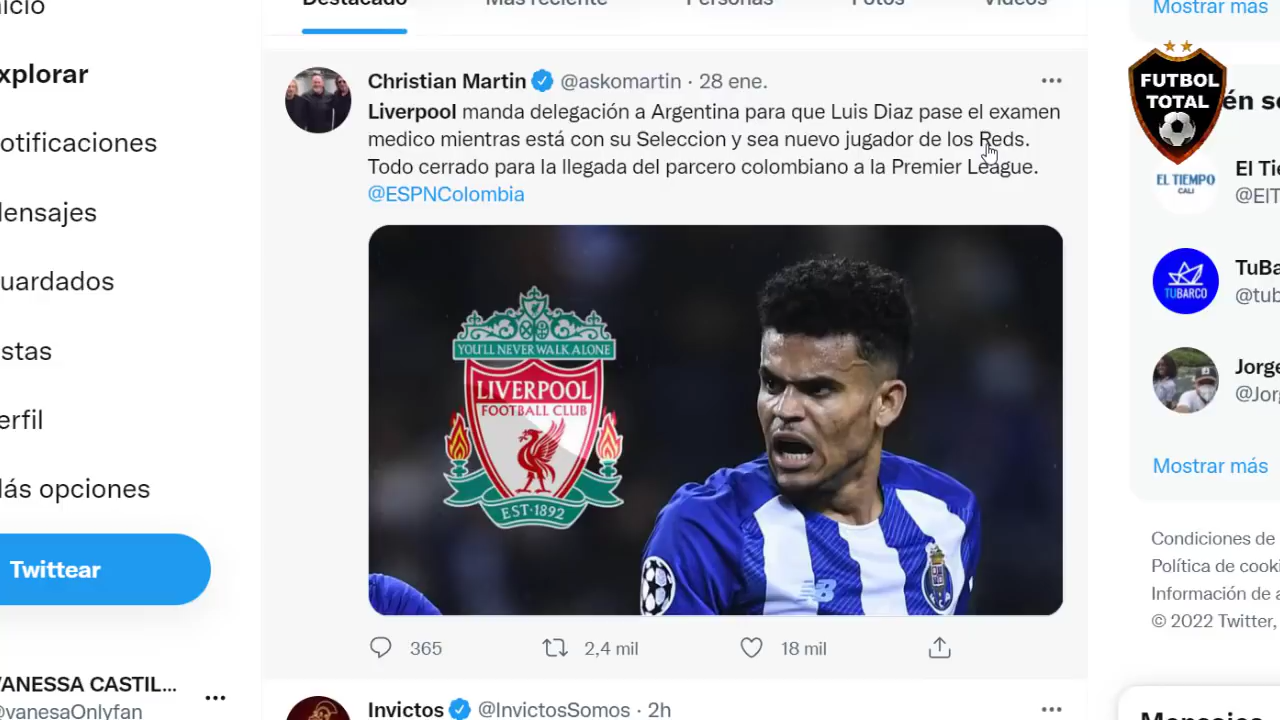 Destacado
Más reciente
Personas
Fotos
Videos
Mostrar más
nicio
xplorar
otificaciones
ensajes
uardados
stas
erfil
ás opciones
Twittear
VANESSA CASTIL... ...
@vanesaOnlyfan
Christian Martin @askomartin · 28 ene. ...
Liverpool manda delegación a Argentina para que Luis Diaz pase el examen
medico mientras está con su Seleccion y sea nuevo jugador de los Reds.
Todo cerrado para la llegada del parcero colombiano a la Premier League.
@ESPNColombia
YOU'LL NEVER WALK ALONE
LIVERPOOL
FOOTBALL CLUB
EST·1892
365
2,4 mil
18 mil
Invictos @InvictosSomos · 2h ...
FUTBOL
TOTAL
én s
EL TIEMPO
CALI
El Ti
@ElT
TUBARCO
TuBa
@tub
Jorge
@Jor
Mostrar más
Condiciones de
Política de cooki
Información de a
© 2022 Twitter,